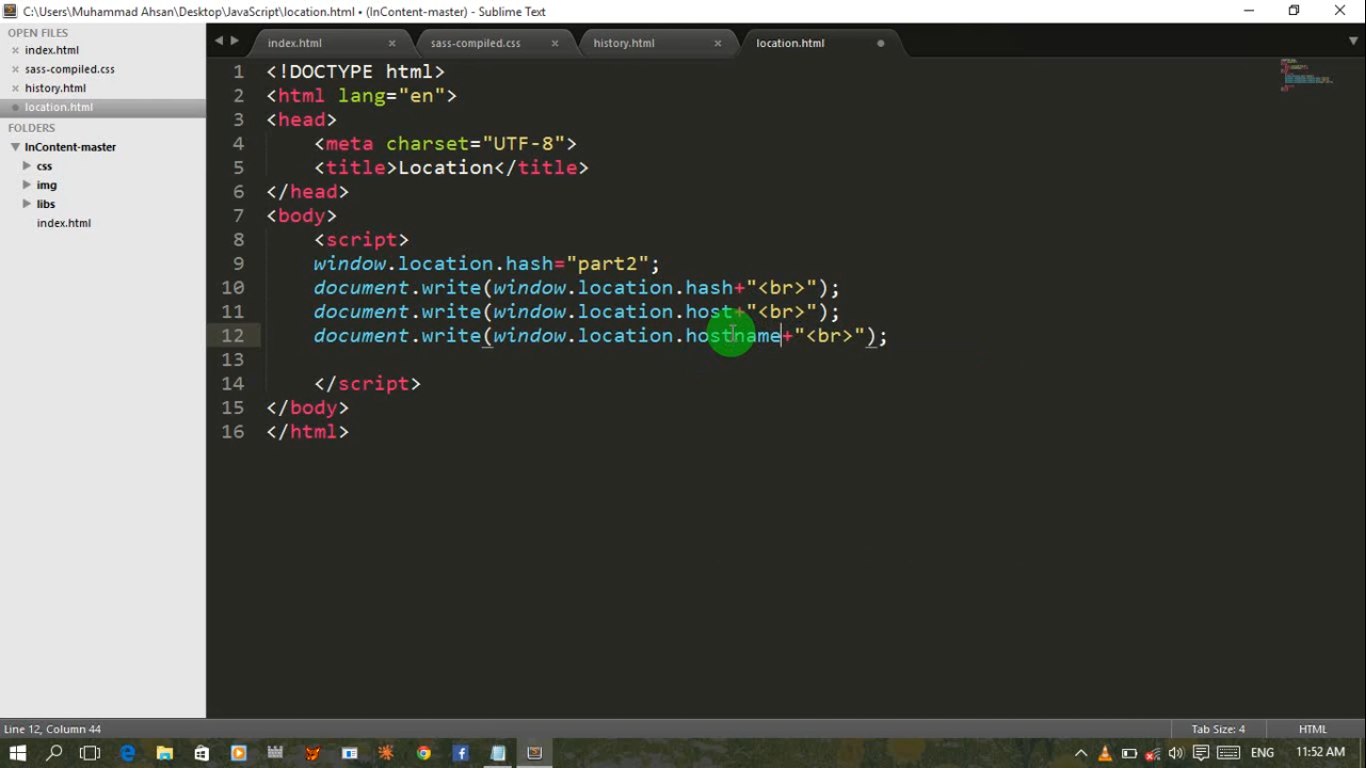 C:\Users\Muhammad Ahsan\Desktop\JavaScript\location.html • (InContent-master) - Sublime Text
OPEN FILES
index.html
sass-compiled.css
history.html
location.html
FOLDERS
InContent-master
css
img
libs
index.html
index.html
sass-compiled.css
history.html
location.html
1 <!DOCTYPE html>
2 <html lang="en">
3 <head>
4 <meta charset="UTF-8">
5 <title>Location</title>
6 </head>
7 <body>
8 <script>
9 window.location.hash="part2";
10 document.write(window.location.hash+"<br>");
11 document.write(window.location.host+"<br>");
12 document.write(window.location.hostname+"<br>");
13
14 </script>
15 </body>
16 </html>
Line 12, Column 44
Tab Size: 4
HTML
ENG
11:52 AM